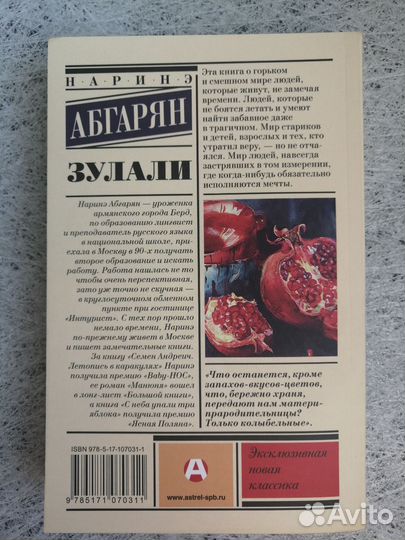 НАРИНЭ
АБГАРЯН
ЗУЛАЛИ
Наринэ Абгарян — уроженка
армянского города Берд,
по образованию лингвист
и преподаватель русского языка
в национальной школе, при-
ехала в Москву в 90-х получать
второе образование и искать
работу. Работа нашлась не то
чтобы очень перспективная,
зато уж точно не скучная —
в круглосуточном обменном
пункте при гостинице
«Интурист». С тех пор прошло
немало времени, Наринэ
по-прежнему живет в Москве
и пишет замечательные книги.
За книгу «Семен Андреич.
Летопись в каракулях» Наринэ
получила премию «Baby-НОС»,
ее роман «Манюня» вошел
в лонг-лист «Большой книги»,
а книга «С неба упали три
яблока» получила премию
«Ясная Поляна».
Эта книга о горьком
и смешном мире людей,
которые живут, не замечая
времени. Людей, которые
не боятся летать и умеют
найти забавное даже
в трагичном. Мир стариков
и детей, взрослых и тех, кто
утратил веру, — но не отча-
ялся. Мир людей, навсегда
застрявших в том измерении,
где когда-нибудь обязательно
исполняются мечты.
«Что останется, кроме
запахов-вкусов-цветов,
что, бережно храня,
передают нам матери-
прародительницы?
Только колыбельные».
ISBN 978-5-17-107031-1
9 785171 070311
А
www.astrel-spb.ru
Эксклюзивная
новая
классика
Avito